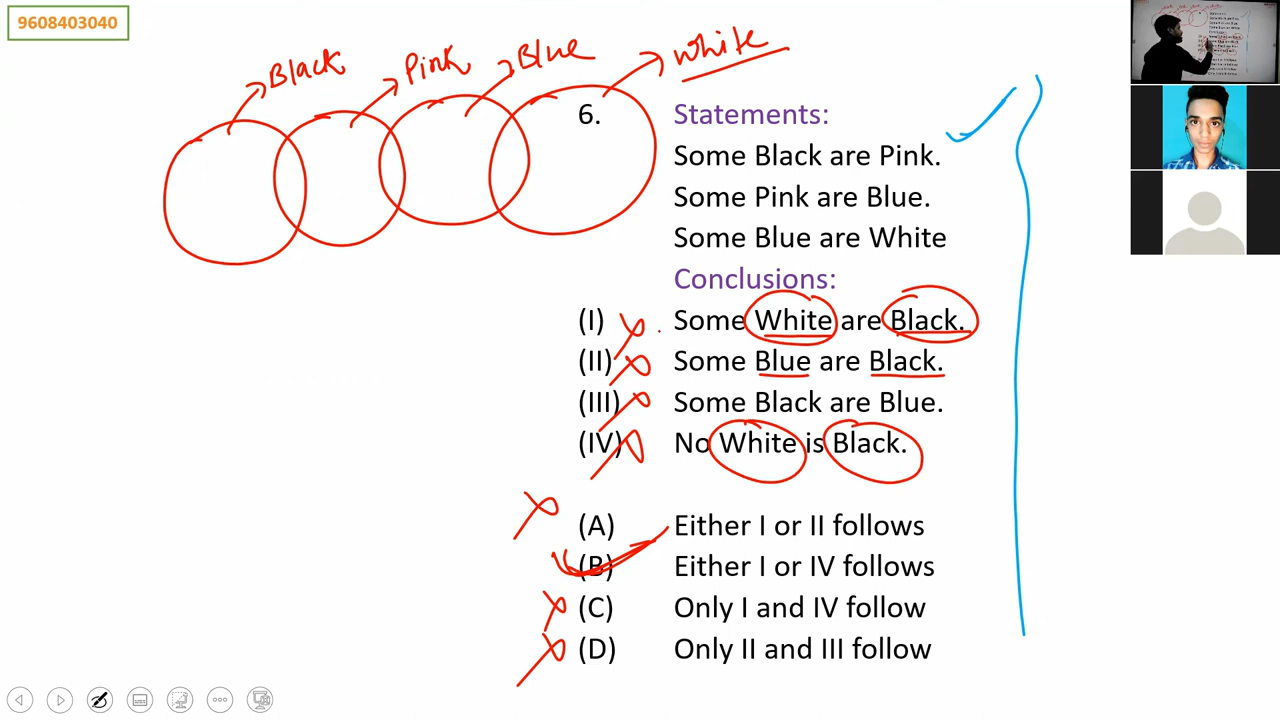 9608403040
Black
Pink
Blue
White
6. Statements:
Some Black are Pink.
Some Pink are Blue.
Some Blue are White
Conclusions:
(I) Some White are Black.
(II) Some Blue are Black.
(III) Some Black are Blue.
(IV) No White is Black.
(A) Either I or II follows
(B) Either I or IV follows
(C) Only I and IV follow
(D) Only II and III follow